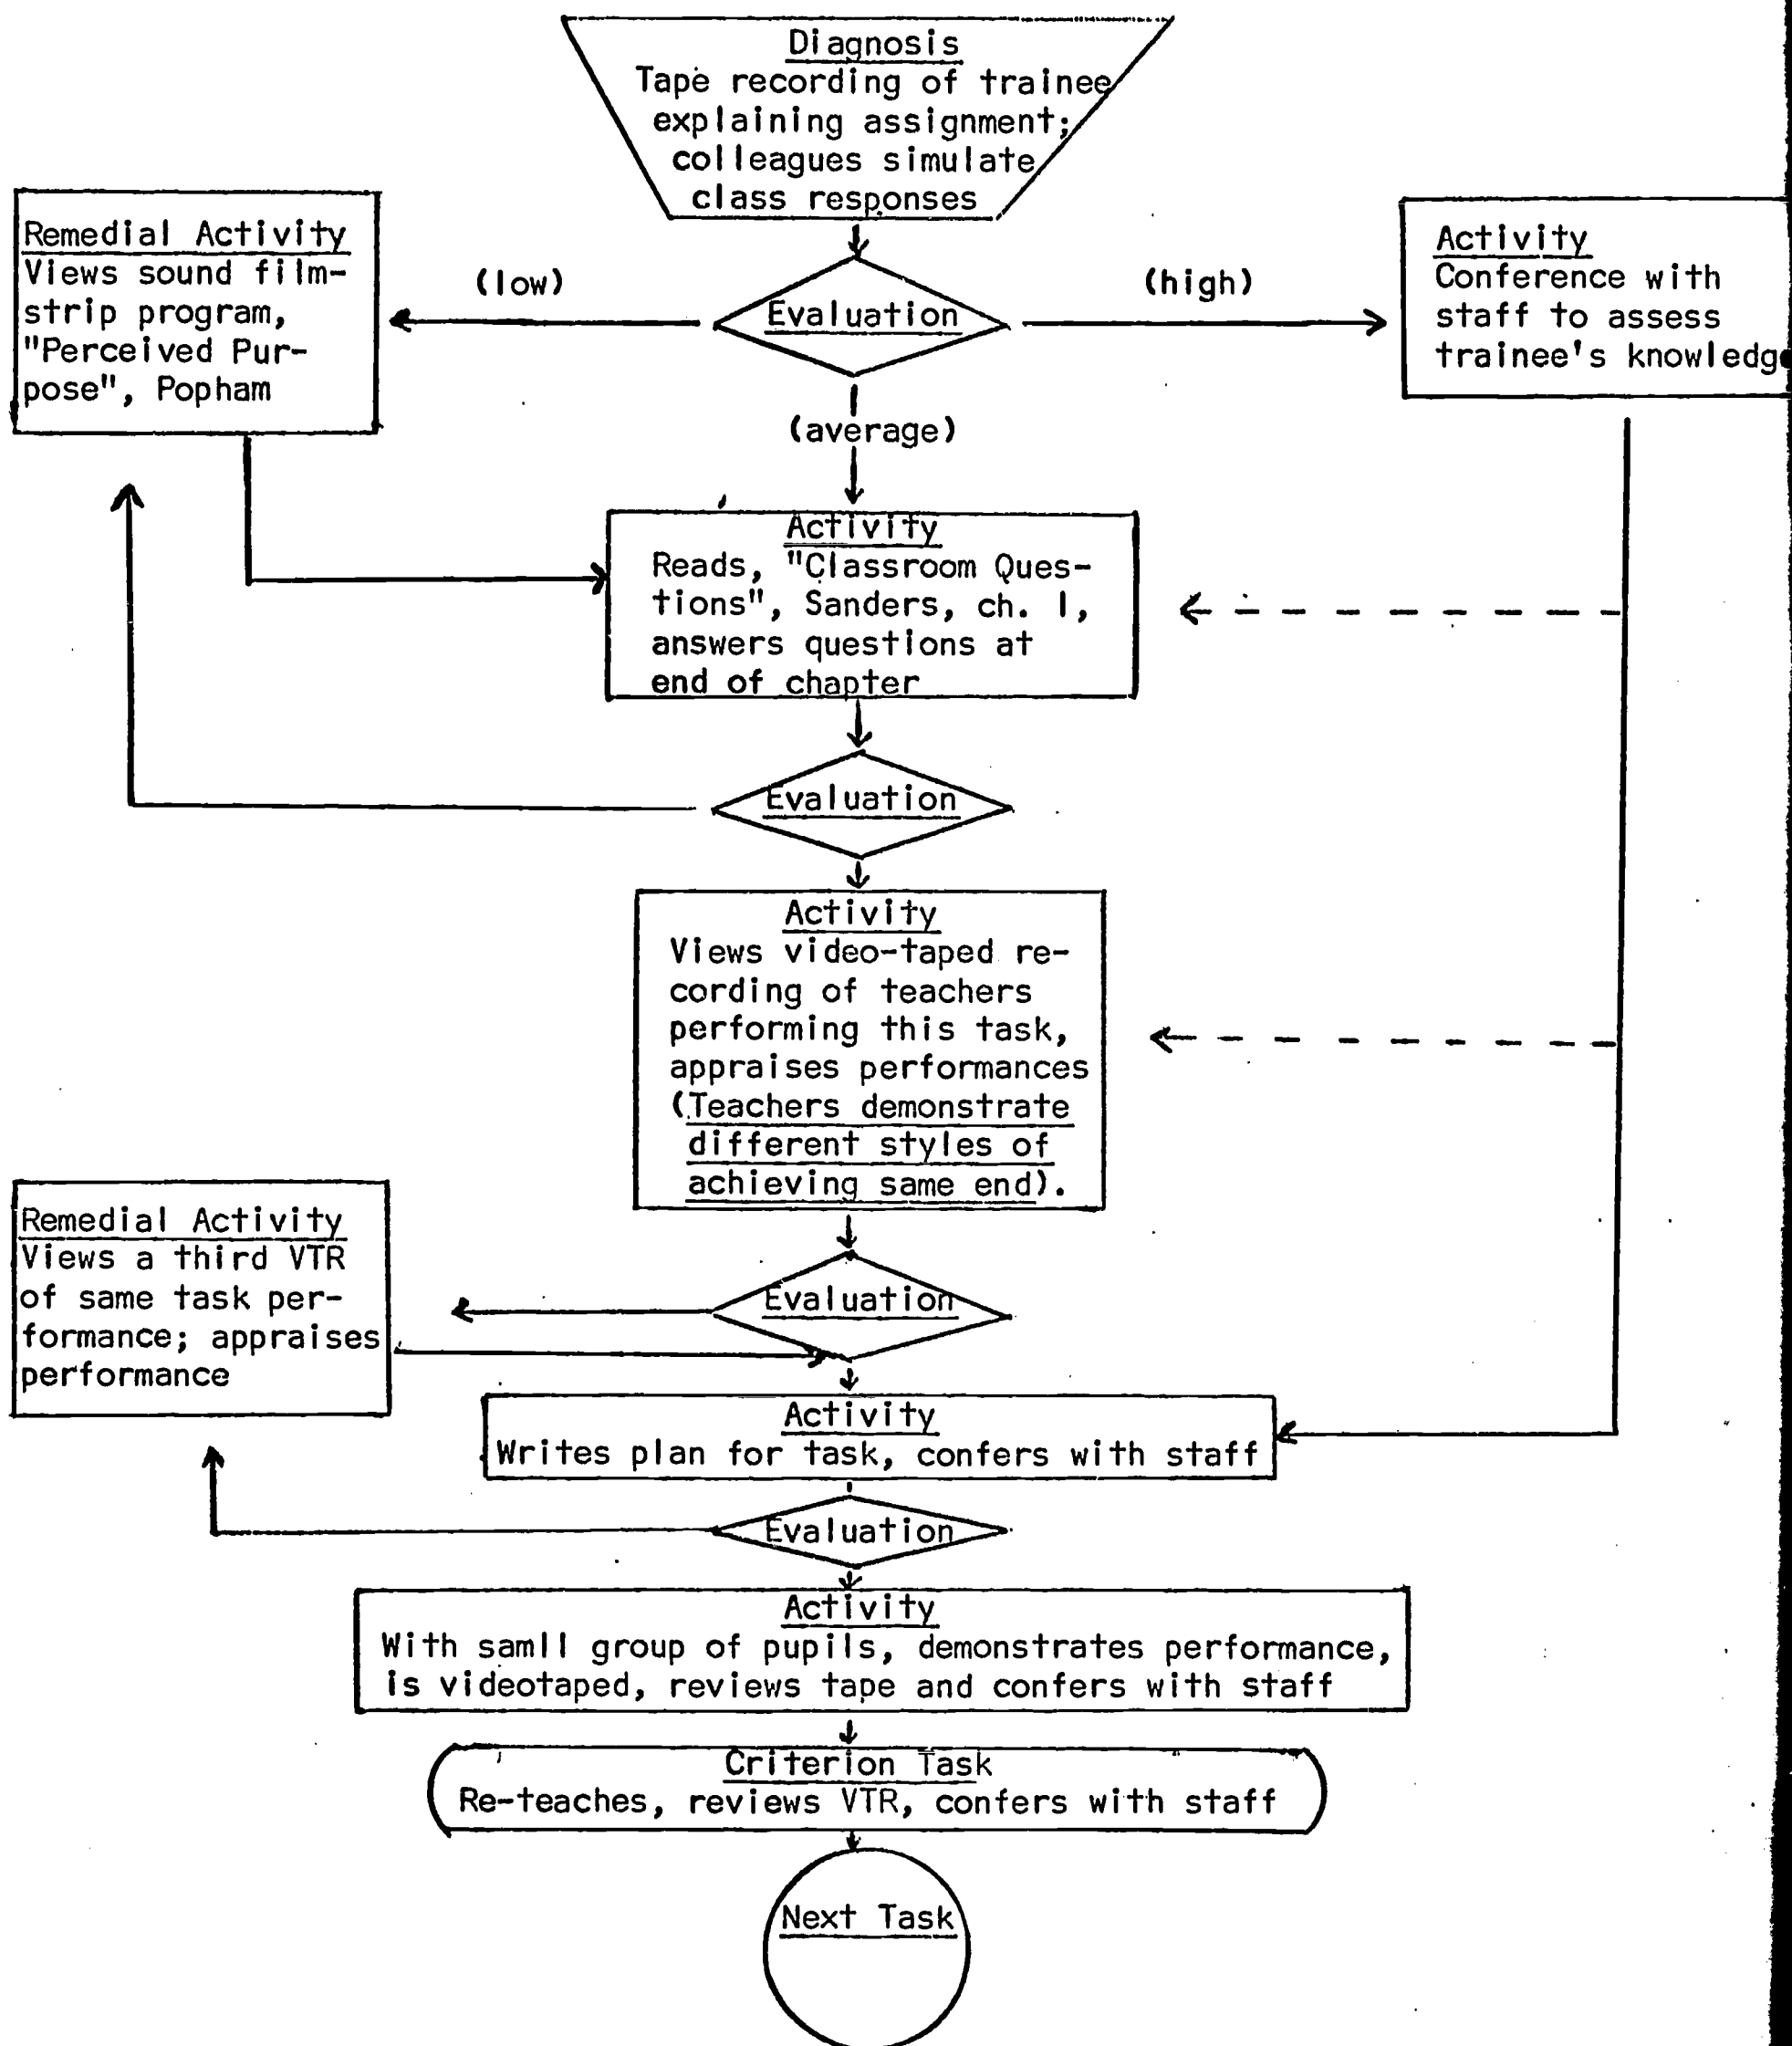 Diagnosis
Tape recording of trainee
explaining assignment;
colleagues simulate
class responses
Remedial Activity
Views sound film-
strip program,
"Perceived Pur-
pose", Popham
(low)
Evaluation
(high)
Activity
Conference with
staff to assess
trainee's knowledge
(average)
Activity
Reads, "Classroom Ques-
tions", Sanders, ch. I,
answers questions at
end of chapter
Evaluation
Activity
Views video-taped re-
cording of teachers
performing this task,
appraises performances
(Teachers demonstrate
different styles of
achieving same end).
Remedial Activity
Views a third VTR
of same task per-
formance; appraises
performance
Evaluation
Activity
Writes plan for task, confers with staff
Evaluation
Activity
With samll group of pupils, demonstrates performance,
is videotaped, reviews tape and confers with staff
Criterion Task
Re-teaches, reviews VTR, confers with staff
Next Task